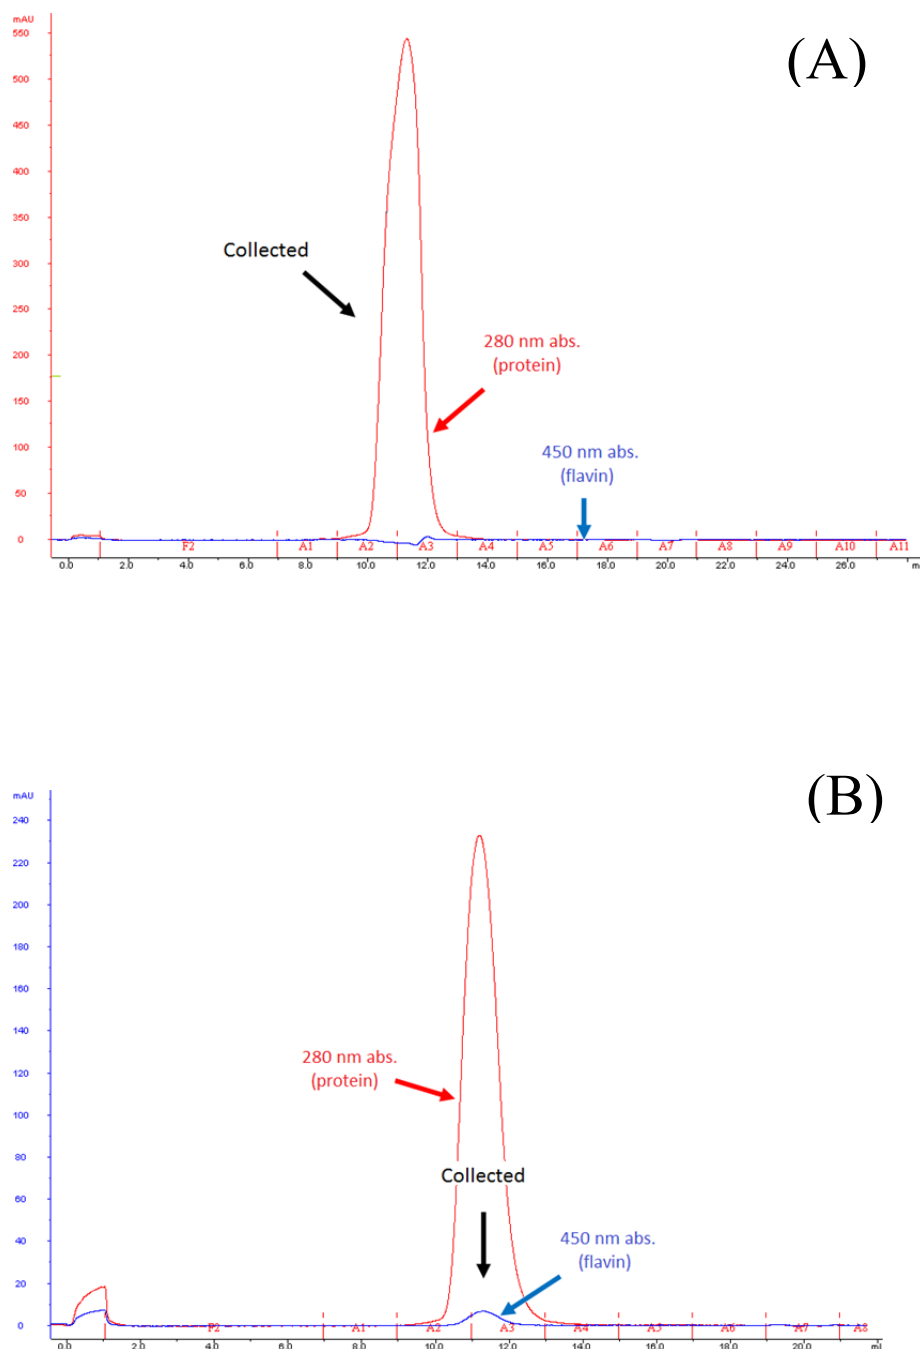 mAU
(A)
550
500
450
400
350
300
250
200
150
100
50
0
Collected
280 nm abs.
(protein)
450 nm abs.
(flavin)
F2 A1 A2 A3 A4 A5 A6 A7 A8 A9 A10 A11
0.0 2.0 4.0 6.0 8.0 10.0 12.0 14.0 16.0 18.0 20.0 22.0 24.0 26.0 m
mAU
(B)
240
220
200
180
160
140
120
100
80
60
40
20
0
280 nm abs.
(protein)
Collected
450 nm abs.
(flavin)
F2 A1 A2 A3 A4 A5 A6 A7 A8
0.0 2.0 4.0 6.0 8.0 10.0 12.0 14.0 16.0 18.0 20.0 ml